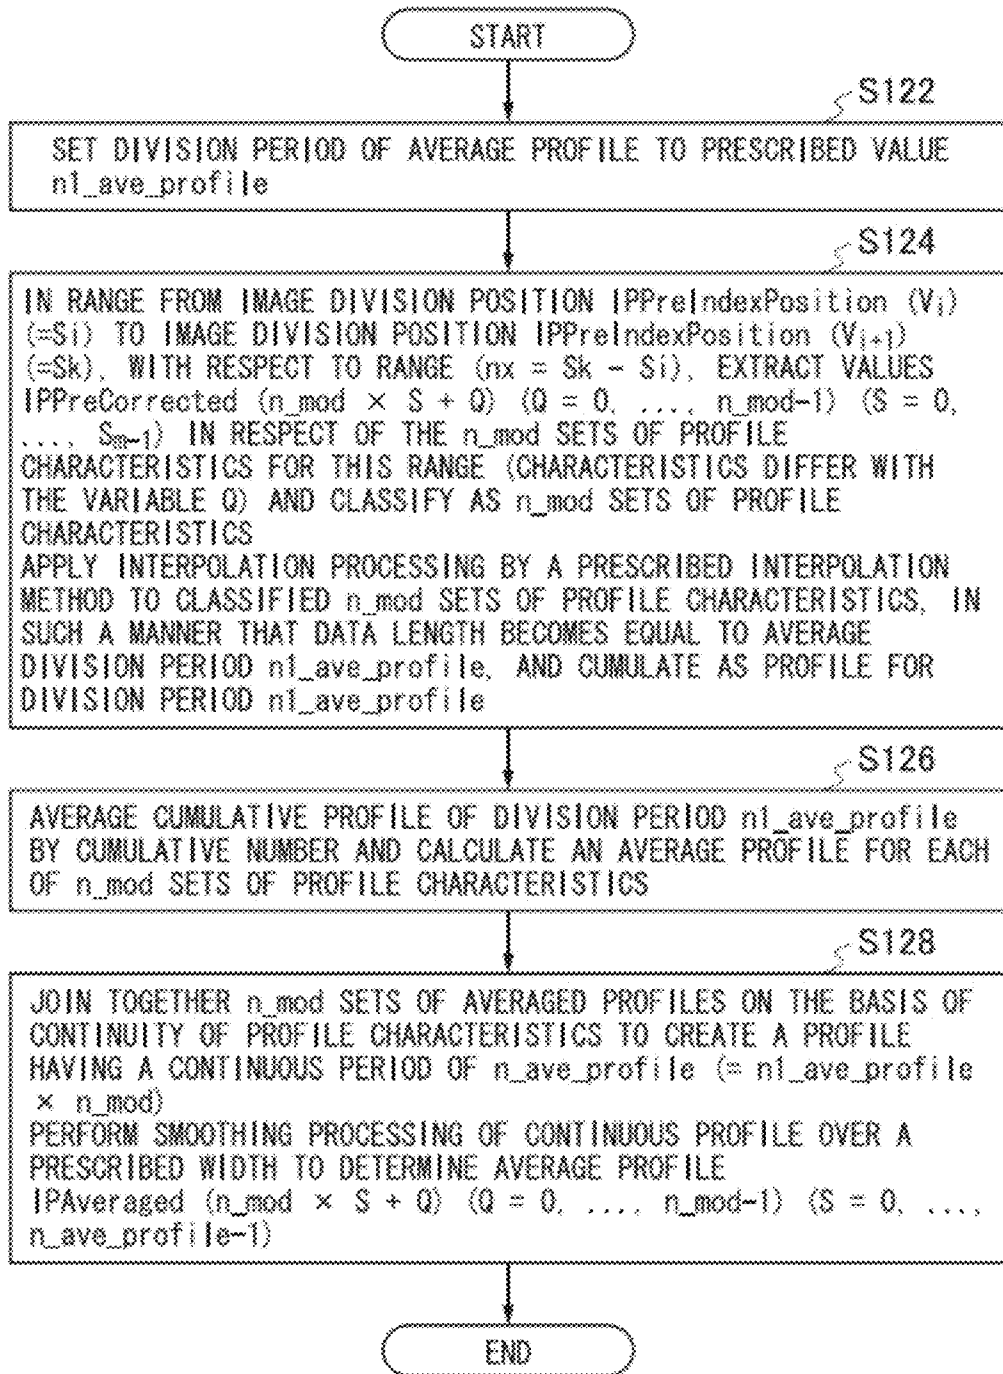 START
S122
SET DIVISION PERIOD OF AVERAGE PROFILE TO PRESCRIBED VALUE
n1_ave_profile
S124
IN RANGE FROM IMAGE DIVISION POSITION IPPreIndexPosition (Vi)
(=Si) TO IMAGE DIVISION POSITION IPPreIndexPosition (Vi+1)
(=Sk), WITH RESPECT TO RANGE (nx = Sk - Si), EXTRACT VALUES
IPPreCorrected (n_mod × S + Q) (Q = 0, ..., n_mod-1) (S = 0,
..., Sm-1) IN RESPECT OF THE n_mod SETS OF PROFILE
CHARACTERISTICS FOR THIS RANGE (CHARACTERISTICS DIFFER WITH
THE VARIABLE Q) AND CLASSIFY AS n_mod SETS OF PROFILE
CHARACTERISTICS
APPLY INTERPOLATION PROCESSING BY A PRESCRIBED INTERPOLATION
METHOD TO CLASSIFIED n_mod SETS OF PROFILE CHARACTERISTICS, IN
SUCH A MANNER THAT DATA LENGTH BECOMES EQUAL TO AVERAGE
DIVISION PERIOD n1_ave_profile, AND CUMULATE AS PROFILE FOR
DIVISION PERIOD n1_ave_profile
S126
AVERAGE CUMULATIVE PROFILE OF DIVISION PERIOD n1_ave_profile
BY CUMULATIVE NUMBER AND CALCULATE AN AVERAGE PROFILE FOR EACH
OF n_mod SETS OF PROFILE CHARACTERISTICS
S128
JOIN TOGETHER n_mod SETS OF AVERAGED PROFILES ON THE BASIS OF
CONTINUITY OF PROFILE CHARACTERISTICS TO CREATE A PROFILE
HAVING A CONTINUOUS PERIOD OF n_ave_profile (= n1_ave_profile
× n_mod)
PERFORM SMOOTHING PROCESSING OF CONTINUOUS PROFILE OVER A
PRESCRIBED WIDTH TO DETERMINE AVERAGE PROFILE
IPAveraged (n_mod × S + Q) (Q = 0, ..., n_mod-1) (S = 0, ...,
n_ave_profile-1)
END